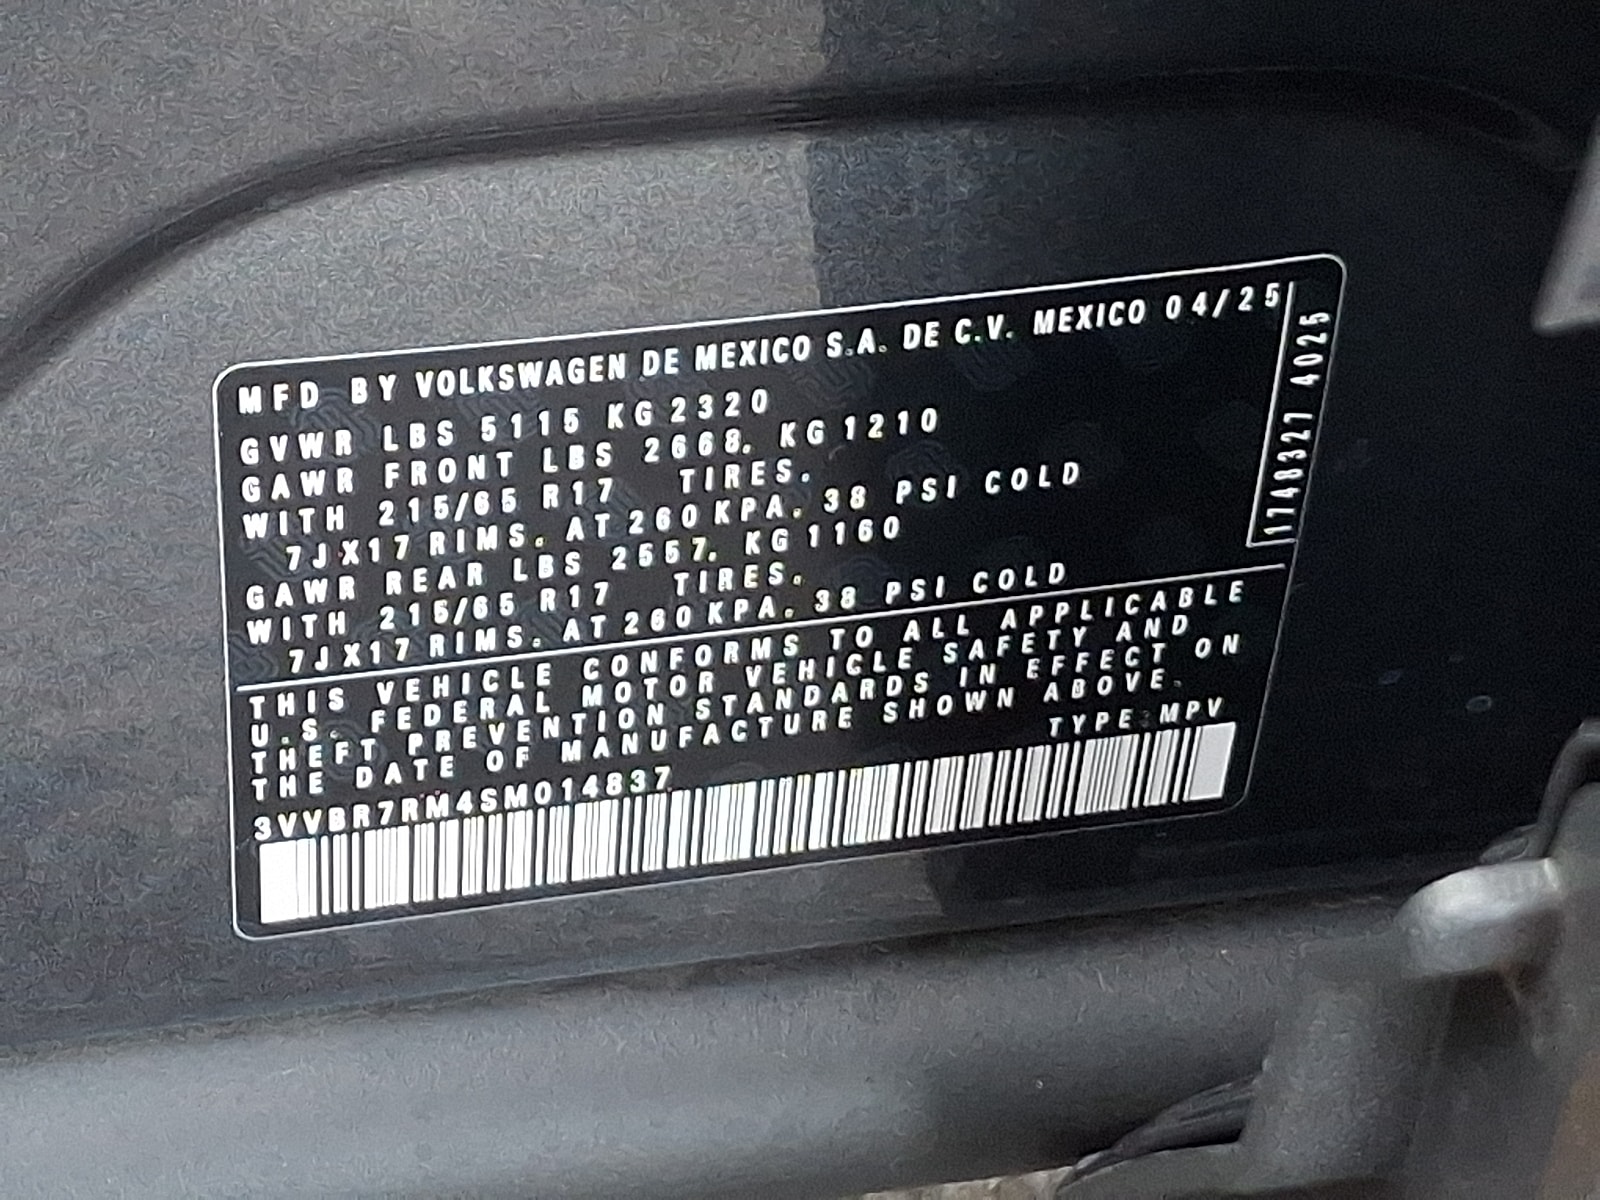 MFD BY VOLKSWAGEN DE MEXICO S.A. DE C.V. MEXICO 04/25
GVWR LBS 5115 KG 2320
GAWR FRONT LBS 2668. KG 1210
WITH 215/65 R17 TIRES.
7JX17 RIMS. AT 260 KPA. 38 PSI COLD
GAWR REAR LBS 2557. KG 1160
WITH 215/65 R17 TIRES.
7JX17 RIMS. AT 260 KPA. 38 PSI COLD
THIS VEHICLE CONFORMS TO ALL APPLICABLE
U.S. FEDERAL MOTOR VEHICLE SAFETY AND
THEFT PREVENTION STANDARDS IN EFFECT ON
THE DATE OF MANUFACTURE SHOWN ABOVE.
TYPE: MPV
3VVBR7RM4SM014837
1748327 4025